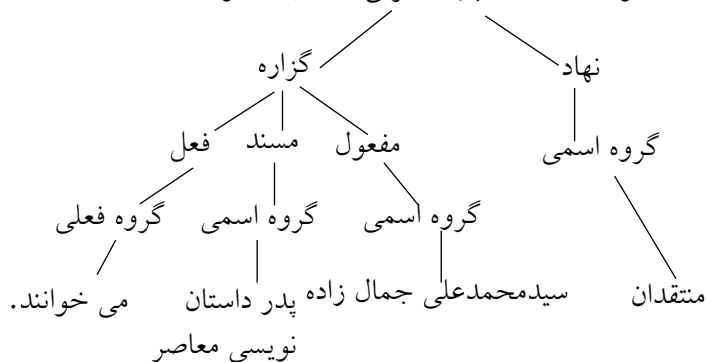 نهاد
گزاره
گروه اسمی
مفعول
مسند
فعل
گروه اسمی
گروه اسمی
گروه فعلی
منتقدان
سیدمحمدعلی جمال زاده
پدر داستان
نویسی معاصر
می خوانند.